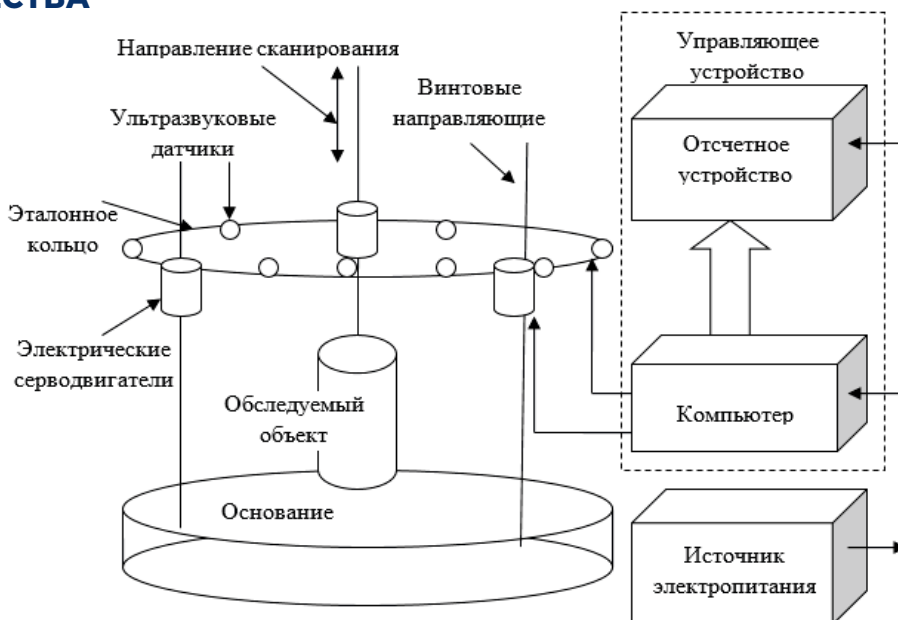 Направление сканирования
Ультразвуковые
датчики
Винтовые
направляющие
Эталонное
кольцо
Электрические
серводвигатели
Обследуемый
объект
Основание
Управляющее
устройство
Отсчетное
устройство
Компьютер
Источник
электропитания